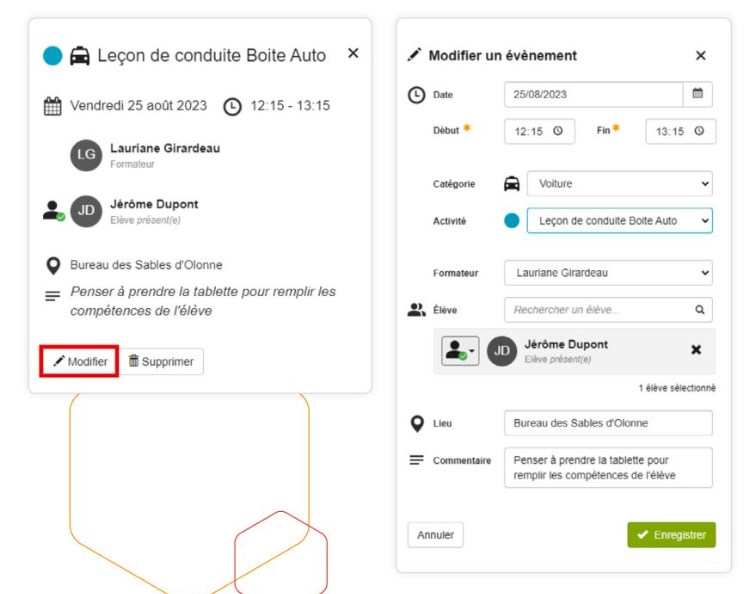 Leçon de conduite Boite Auto
Vendredi 25 août 2023 12:15 - 13:15
LG
Lauriane Girardeau
Formateur
JD
Jérôme Dupont
Elève présent(e)
Bureau des Sables d'Olonne
Penser à prendre la tablette pour remplir les
compétences de l'élève
Modifier Supprimer
Modifier un évènement
Date 25/08/2023
Début 12:15 Fin 13:15
Catégorie Voiture
Activité Leçon de conduite Boite Auto
Formateur Lauriane Girardeau
Élève Rechercher un élève...
JD
Jérôme Dupont
Elève présent(e)
1 élève sélectionné
Lieu Bureau des Sables d'Olonne
Commentaire Penser à prendre la tablette pour
remplir les compétences de l'élève
Annuler Enregistrer